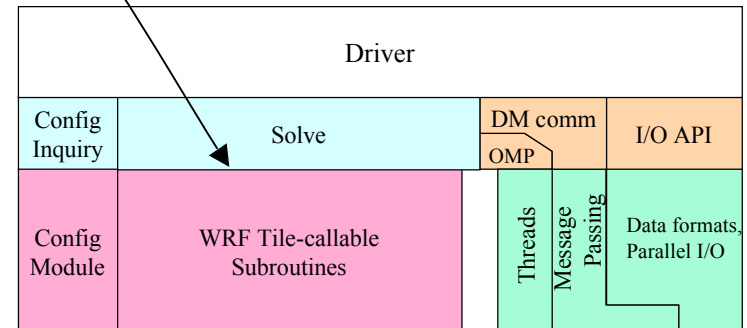 Driver
Config
Inquiry
Solve
DM comm
OMP
I/O API
Config
Module
WRF Tile-callable
Subroutines
Threads
Message
Passing
Data formats,
Parallel I/O